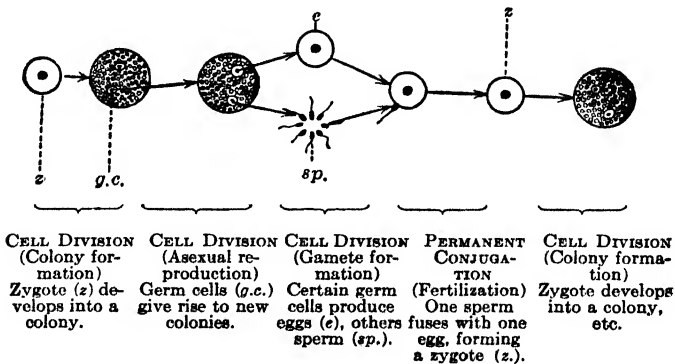 e
z
z
g.c.
sp.
CELL DIVISION
(Colony for-
mation)
Zygote (z) de-
velops into a
colony.
CELL DIVISION
(Asexual re-
production)
Germ cells (g.c.)
give rise to new
colonies.
CELL DIVISION
(Gamete for-
mation)
Certain germ
cells produce
eggs (e), others
sperm (sp.).
PERMANENT
CONJUGA-
TION
(Fertilization)
One sperm
fuses with one
egg, forming
a zygote (z.).
CELL DIVISION
(Colony forma-
tion)
Zygote develops
into a colony,
etc.